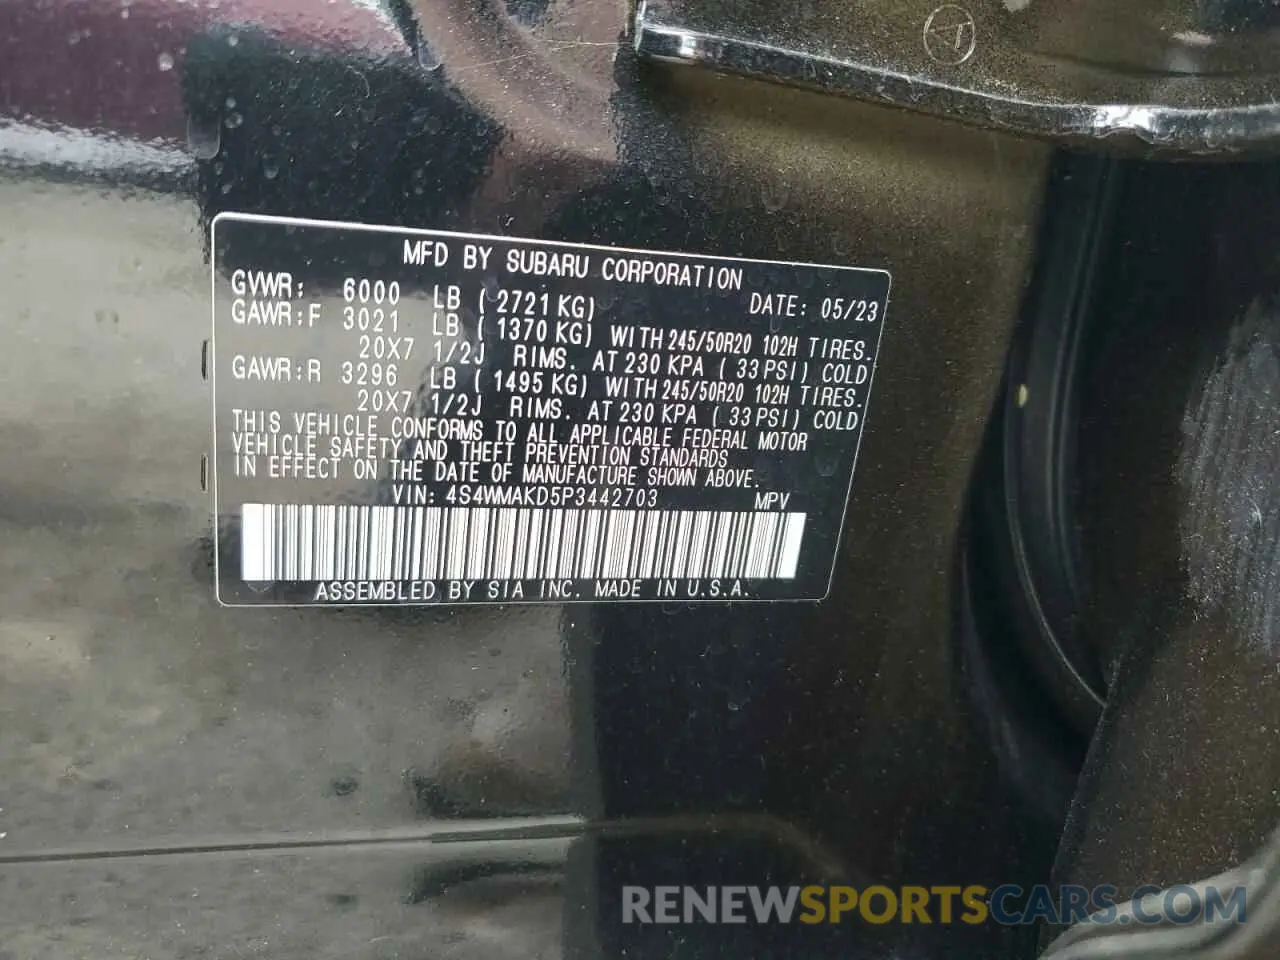 MFD BY SUBARU CORPORATION
GVWR: 6000 LB (2721 KG) DATE: 05/23
GAWR:F 3021 LB (1370 KG) WITH 245/50R20 102H TIRES.
20X7 1/2J RIMS. AT 230 KPA (33 PSI) COLD
GAWR:R 3296 LB (1495 KG) WITH 245/50R20 102H TIRES.
20X7 1/2J RIMS. AT 230 KPA (33 PSI) COLD
THIS VEHICLE CONFORMS TO ALL APPLICABLE FEDERAL MOTOR
VEHICLE SAFETY AND THEFT PREVENTION STANDARDS
IN EFFECT ON THE DATE OF MANUFACTURE SHOWN ABOVE.
VIN: 4S4WMAKD5P3442703 MPV
ASSEMBLED BY SIA INC. MADE IN U.S.A.
RENEWSPORTSCARS.COM